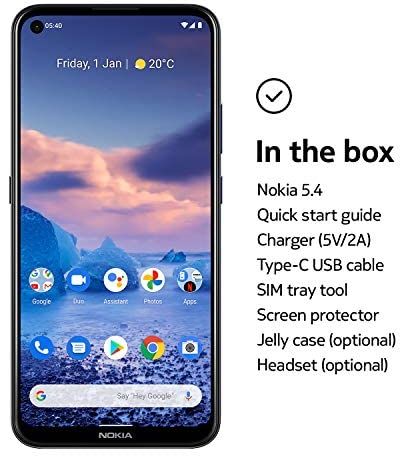 05:40
Friday, 1 Jan | 20°C
Google Duo Assistant Photos Apps
Say "Hey Google"
NOKIA
In the box
Nokia 5.4
Quick start guide
Charger (5V/2A)
Type-C USB cable
SIM tray tool
Screen protector
Jelly case (optional)
Headset (optional)